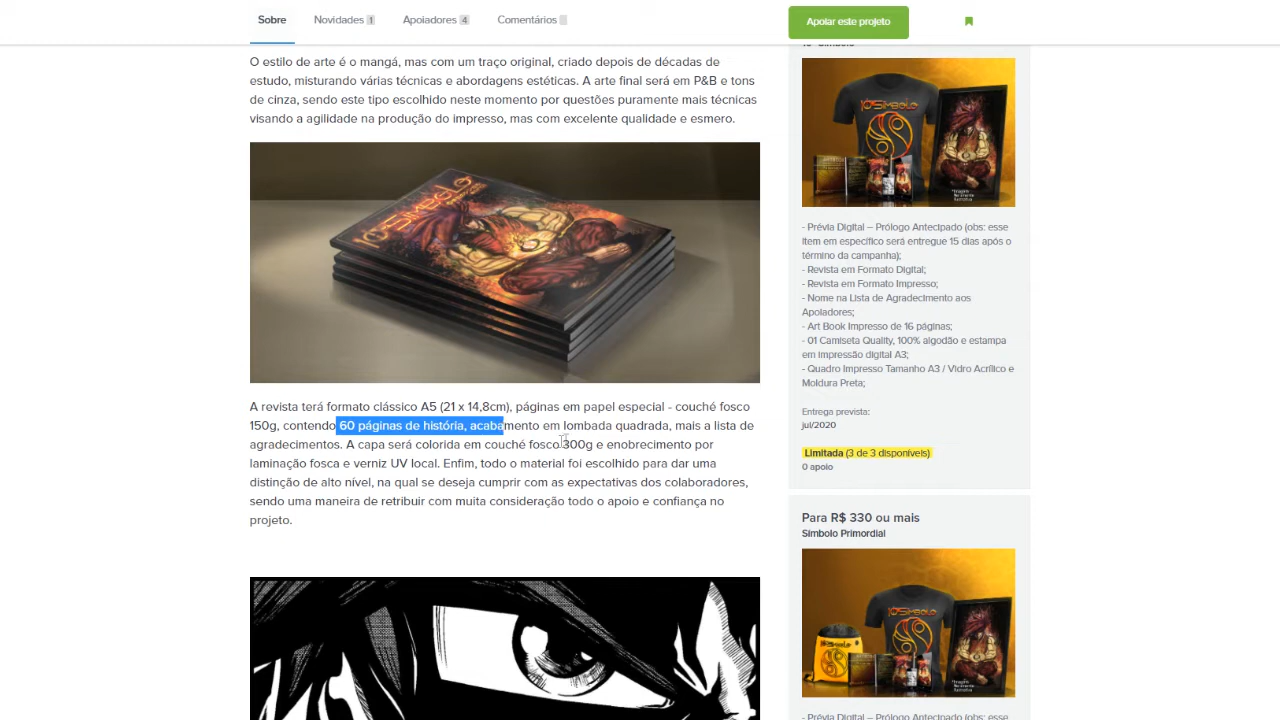 Sobre
Novidades 1
Apoiadores 4
Comentários
Apoiar este projeto
O estilo de arte é o mangá, mas com um traço original, criado depois de décadas de
estudo, misturando várias técnicas e abordagens estéticas. A arte final será em P&B e tons
de cinza, sendo este tipo escolhido neste momento por questões puramente mais técnicas
visando a agilidade na produção do impresso, mas com excelente qualidade e esmero.
10º Símbolo
A revista terá formato clássico A5 (21 x 14,8cm), páginas em papel especial - couché fosco
150g, contendo 60 páginas de história, acabamento em lombada quadrada, mais a lista de
agradecimentos. A capa será colorida em couché fosco 300g e enobrecimento por
laminação fosca e verniz UV local. Enfim, todo o material foi escolhido para dar uma
distinção de alto nível, na qual se deseja cumprir com as expectativas dos colaboradores,
sendo uma maneira de retribuir com muita consideração todo o apoio e confiança no
projeto.
10º Símbolo
- Prévia Digital – Prólogo Antecipado (obs: esse
item em específico será entregue 15 dias após o
término da campanha);
- Revista em Formato Digital;
- Revista em Formato Impresso;
- Nome na Lista de Agradecimento aos
Apoiadores;
- Art Book Impresso de 16 páginas;
- 01 Camiseta Quality, 100% algodão e estampa
em impressão digital A3;
- Quadro Impresso Tamanho A3 / Vidro Acrílico e
Moldura Preta;
Entrega prevista:
jul/2020
Limitada (3 de 3 disponíveis)
0 apoio
Para R$ 330 ou mais
Símbolo Primordial
10º Símbolo
- Prévia Digital – Prólogo Antecipado (obs: esse